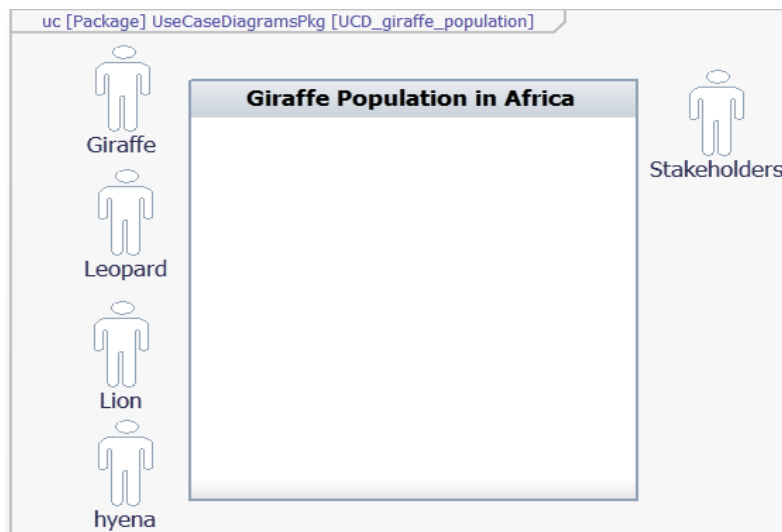 uc [Package] UseCaseDiagramsPkg [UCD_giraffe_population]
Giraffe Population in Africa
Giraffe
Stakeholders
Leopard
Lion
hyena